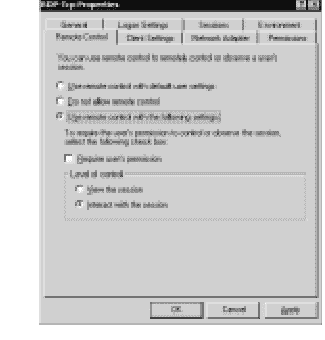 RDP-Tcp Properties
General Logon Settings Sessions Environment
Remote Control Client Settings Network Adapter Permissions
You can use remote control to remotely control or observe a user's
session.
Use remote control with default user settings
Do not allow remote control
Use remote control with the following settings:
To require the user's permission to control or observe the session,
select the following check box.
Require user's permission
Level of control
View the session
Interact with the session
OK Cancel Apply